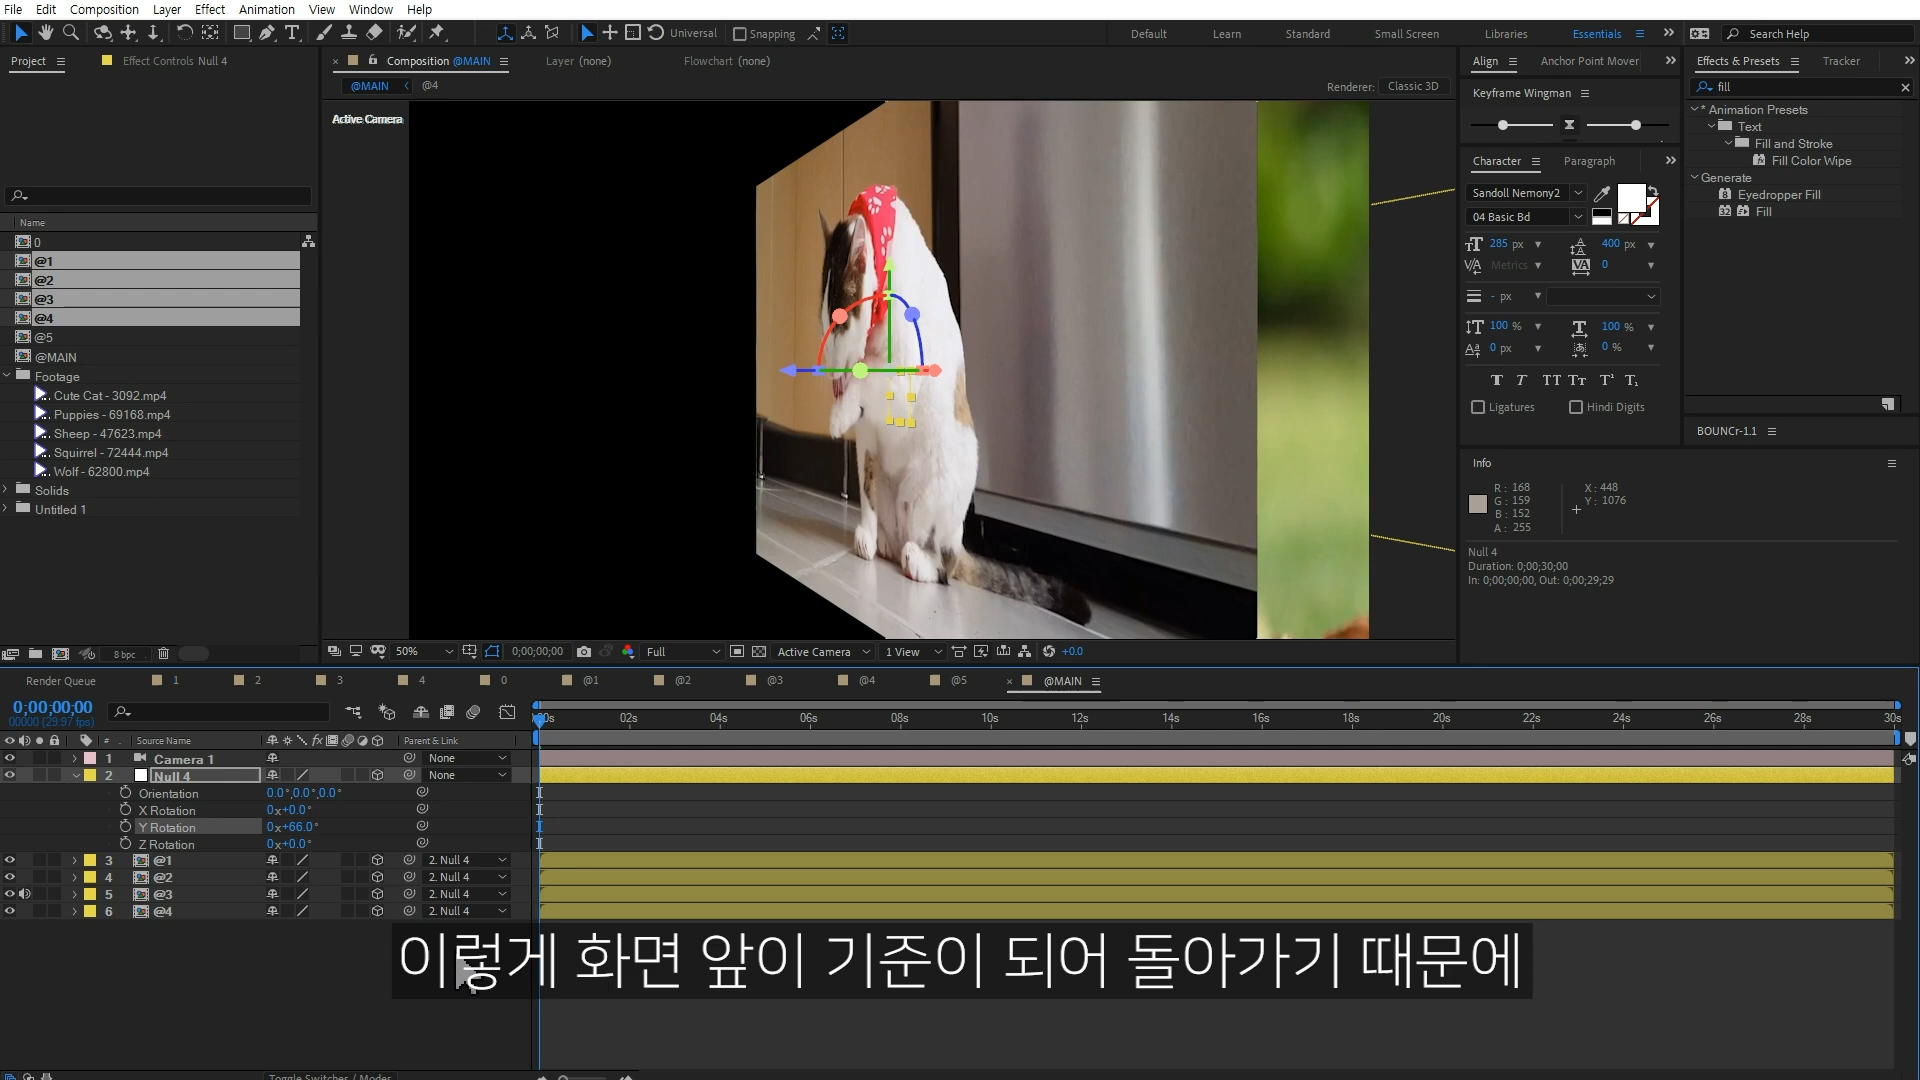 File Edit Composition Layer Effect Animation View Window Help
Universal Snapping Default Learn Standard Small Screen Libraries Essentials Search Help
Project Effect Controls Null 4
Composition @MAIN Layer (none) Flowchart (none)
@MAIN @4 Renderer: Classic 3D
Active Camera
Name
0
@1
@2
@3
@4
@5
@MAIN
Footage
Cute Cat - 3092.mp4
Puppies - 69168.mp4
Sheep - 47623.mp4
Squirrel - 72444.mp4
Wolf - 62800.mp4
Solids
Untitled 1
8 bpc
50% 0;00;00;00 Full Active Camera 1 View +0.0
Align Anchor Point Mover
Keyframe Wingman
Character Paragraph
Sandoll Nemony2
04 Basic Bd
285 px 400 px
Metrics 0
- px
100 % 100 %
0 px 0 %
Ligatures Hindi Digits
Info
R: 168 X: 448
G: 159 Y: 1076
B: 152
A: 255
Null 4
Duration: 0;00;30;00
In: 0;00;00;00, Out: 0;00;29;29
Effects & Presets Tracker
fill
* Animation Presets
Text
Fill and Stroke
Fill Color Wipe
Generate
Eyedropper Fill
Fill
BOUNCr-1.1
Render Queue 1 2 3 4 0 @1 @2 @3 @4 @5 @MAIN
0;00;00;00
00000 (29.97 fps)
02s 04s 06s 08s 10s 12s 14s 16s 18s 20s 22s 24s 26s 28s 30s
# Source Name Parent & Link
1 Camera 1 None
2 Null 4 None
Orientation 0.0°,0.0°,0.0°
X Rotation 0x+0.0°
Y Rotation 0x+66.0°
Z Rotation 0x+0.0°
3 @1 2. Null 4
4 @2 2. Null 4
5 @3 2. Null 4
6 @4 2. Null 4
이렇게 화면 앞이 기준이 되어 돌아가기 때문에
Toggle Switches / Modes